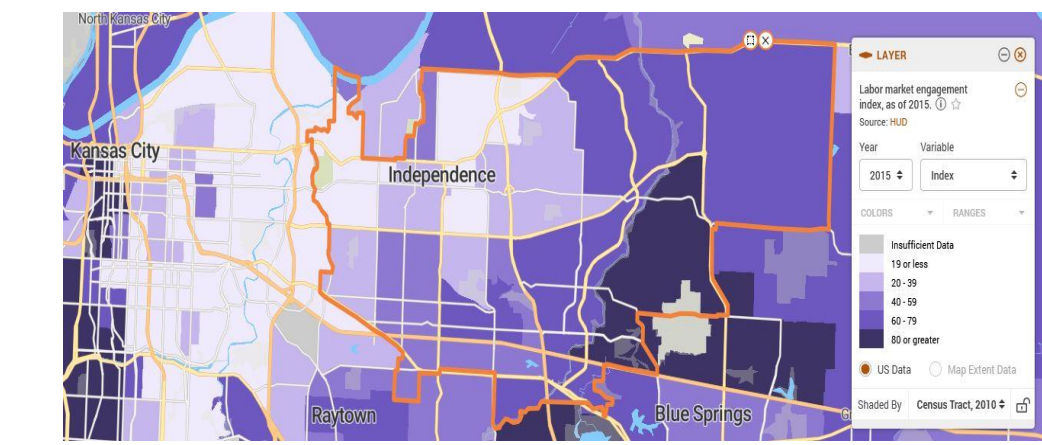 North Kansas City
Kansas City
Independence
Raytown
Blue Springs
LAYER
Labor market engagement
index, as of 2015.
Source: HUD
Year Variable
2015 Index
COLORS RANGES
Insufficient Data
19 or less
20 - 39
40 - 59
60 - 79
80 or greater
US Data Map Extent Data
Shaded By Census Tract, 2010